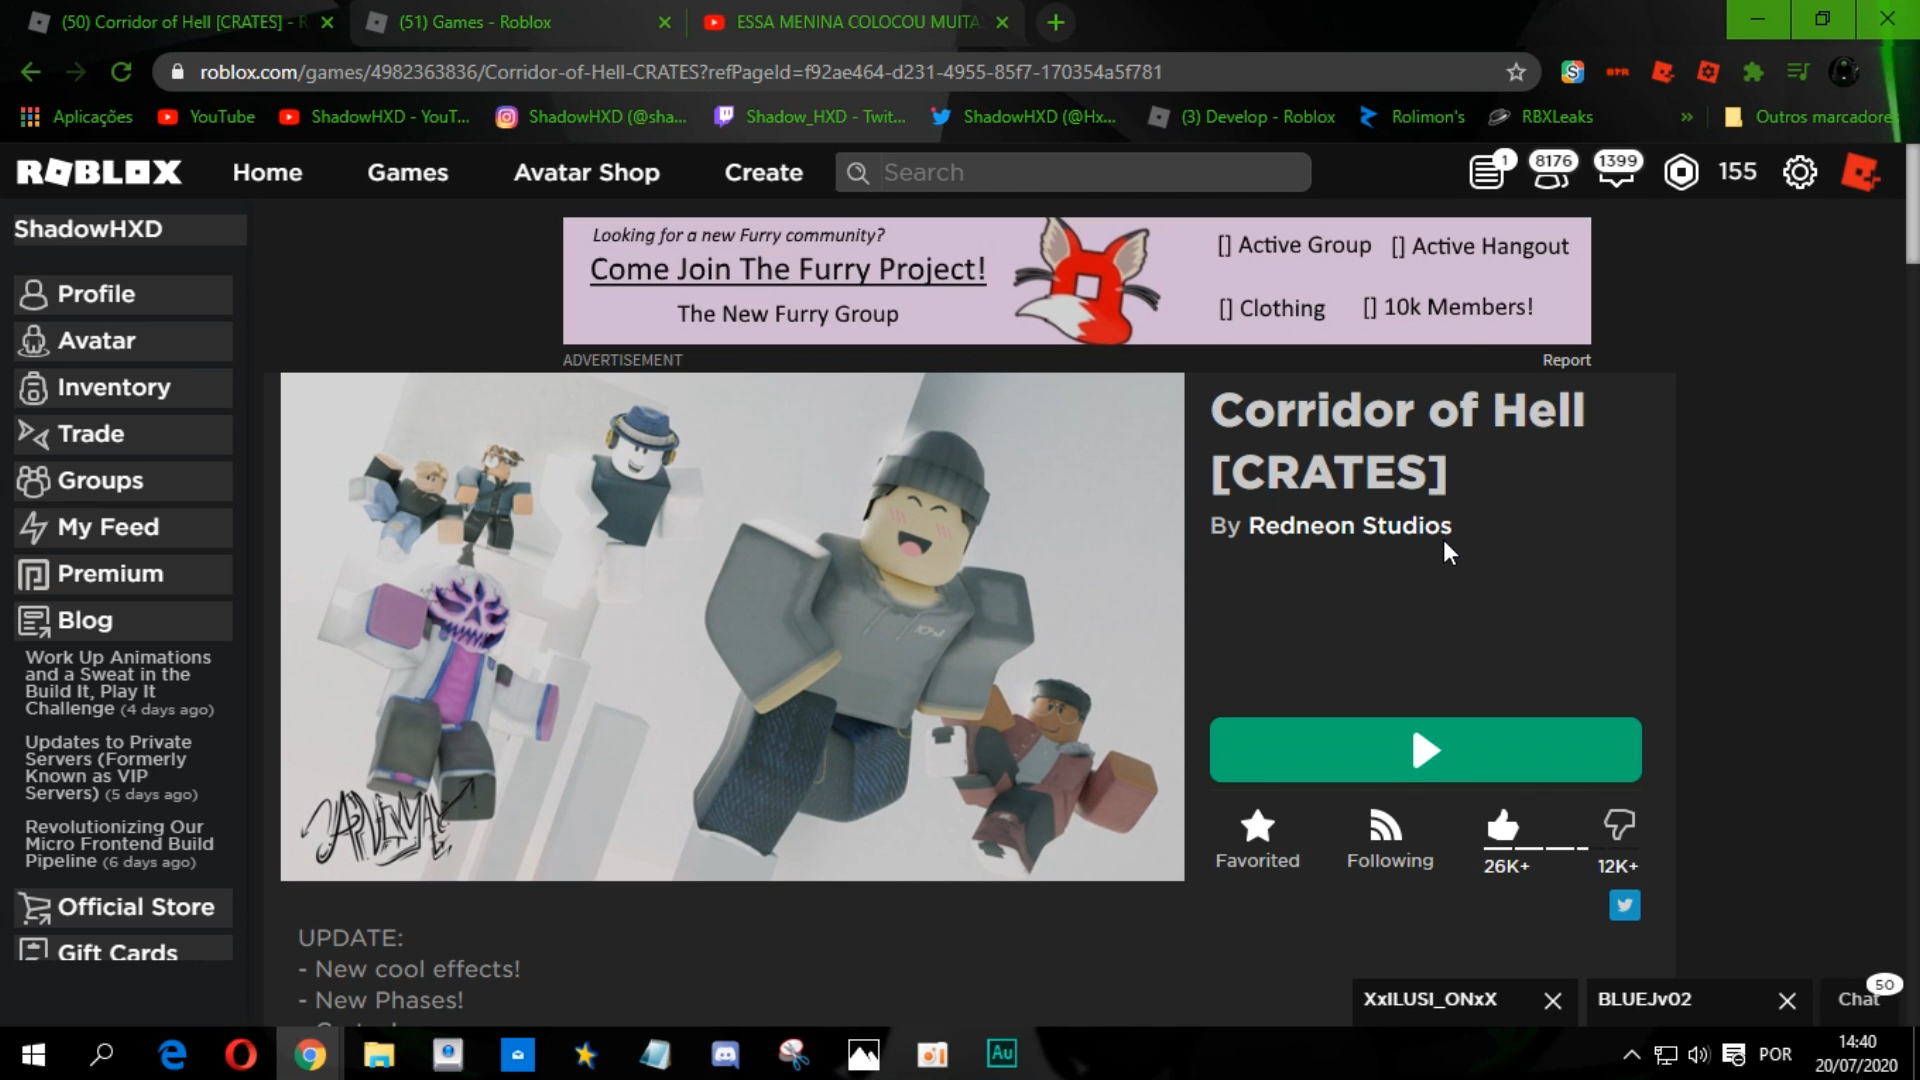 (50) Corridor of Hell [CRATES] - R
(51) Games - Roblox
ESSA MENINA COLOCOU MUITA
roblox.com/games/4982363836/Corridor-of-Hell-CRATES?refPageId=f92ae464-d231-4955-85f7-170354a5f781
Aplicações
YouTube
ShadowHXD - YouT...
ShadowHXD (@sha...
Shadow_HXD - Twit...
ShadowHXD (@Hx...
(3) Develop - Roblox
Rolimon's
RBXLeaks
»
Outros marcadores
ROBLOX
Home
Games
Avatar Shop
Create
Search
1
8176
1399
155
ShadowHXD
Profile
Avatar
Inventory
Trade
Groups
My Feed
Premium
Blog
Work Up Animations
and a Sweat in the
Build It, Play It
Challenge (4 days ago)
Updates to Private
Servers (Formerly
Known as VIP
Servers) (5 days ago)
Revolutionizing Our
Micro Frontend Build
Pipeline (6 days ago)
Official Store
Gift Cards
Looking for a new Furry community?
Come Join The Furry Project!
The New Furry Group
[] Active Group [] Active Hangout
[] Clothing [] 10k Members!
ADVERTISEMENT
Report
Corridor of Hell
[CRATES]
By Redneon Studios
Favorited
Following
26K+
12K+
UPDATE:
- New cool effects!
- New Phases!
XxILUSI_ONxX
BLUEJv02
Chat
50
Au
POR
14:40
20/07/2020